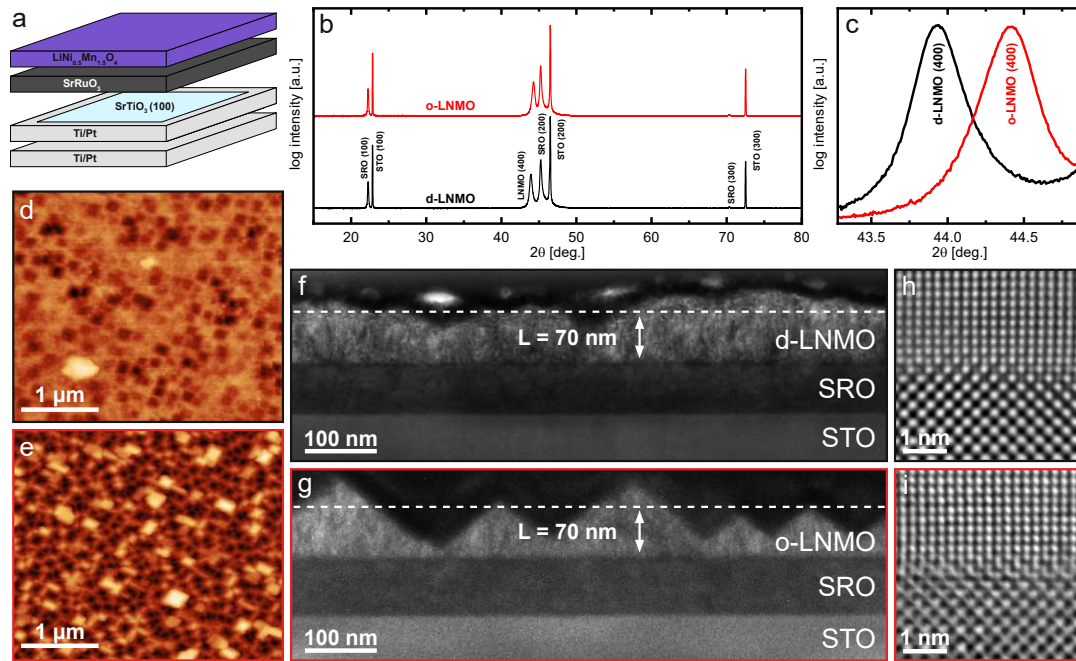 a
LiNi₀.₅Mn₁.₅O₄
SrRuO₃
SrTiO₃ (100)
Ti/Pt
Ti/Pt
b
log intensity [a.u.]
o-LNMO
SRO (100)
STO (100)
LNMO (400)
SRO (200)
STO (200)
SRO (300)
STO (300)
d-LNMO
20 30 40 50 60 70 80
2θ [deg.]
c
log intensity [a.u.]
d-LNMO (400)
o-LNMO (400)
43.5 44.0 44.5
2θ [deg.]
d
1 µm
e
1 µm
f
L = 70 nm
d-LNMO
SRO
100 nm
STO
g
L = 70 nm
o-LNMO
SRO
100 nm
STO
h
1 nm
i
1 nm